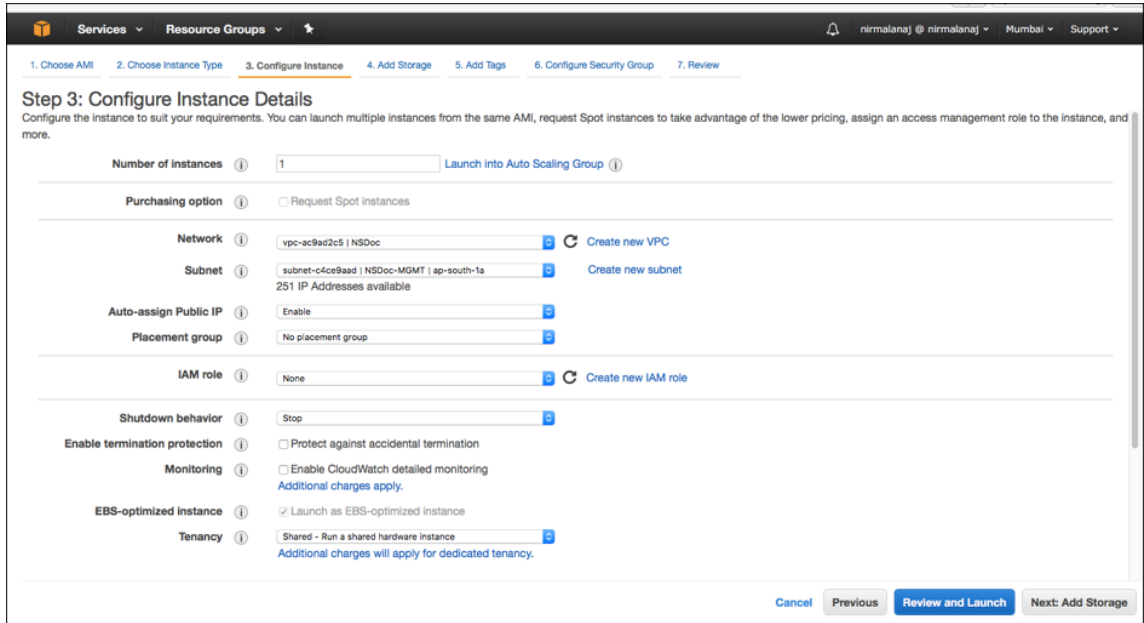 Services Resource Groups nirmalanaj @ nirmalanaj Mumbai Support
1. Choose AMI 2. Choose Instance Type 3. Configure Instance 4. Add Storage 5. Add Tags 6. Configure Security Group 7. Review
Step 3: Configure Instance Details
Configure the instance to suit your requirements. You can launch multiple instances from the same AMI, request Spot instances to take advantage of the lower pricing, assign an access management role to the instance, and
more.
Number of instances 1 Launch into Auto Scaling Group
Purchasing option Request Spot instances
Network vpc-ac9ad2c5 | NSDoc Create new VPC
Subnet subnet-c4ce9aad | NSDoc-MGMT | ap-south-1a Create new subnet
251 IP Addresses available
Auto-assign Public IP Enable
Placement group No placement group
IAM role None Create new IAM role
Shutdown behavior Stop
Enable termination protection Protect against accidental termination
Monitoring Enable CloudWatch detailed monitoring
Additional charges apply.
EBS-optimized instance Launch as EBS-optimized instance
Tenancy Shared - Run a shared hardware instance
Additional charges will apply for dedicated tenancy.
Cancel Previous Review and Launch Next: Add Storage